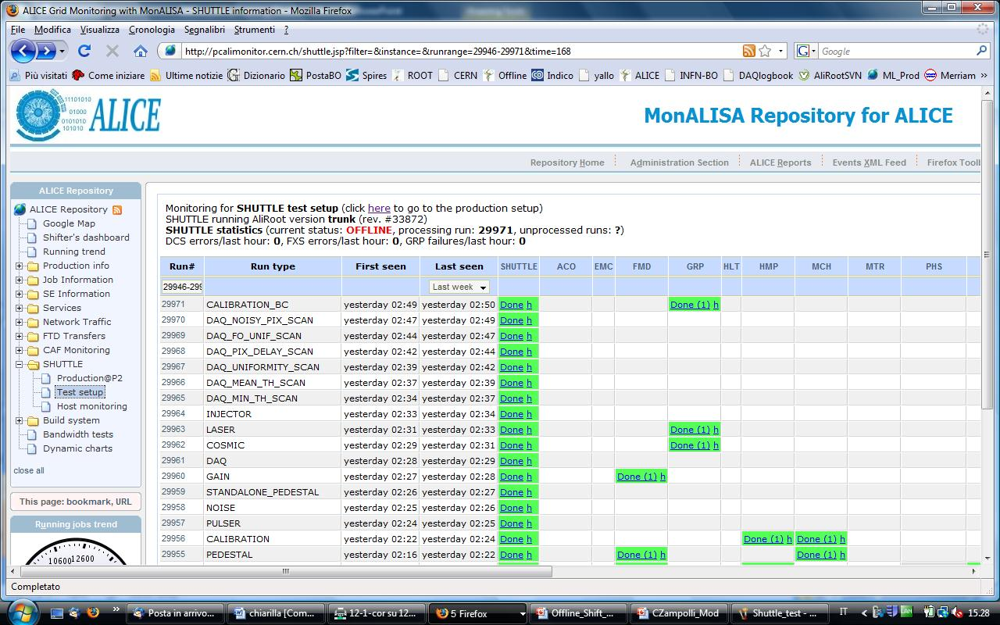 ALICE Grid Monitoring with MonALISA - SHUTTLE information - Mozilla Firefox
File Modifica Visualizza Cronologia Segnalibri Strumenti ?
http://pcalimonitor.cern.ch/shuttle.jsp?filter=&instance=&runrange=29946-29971&time=168
G Google
Più visitati Come iniziare Ultime notizie Dizionario PostaBO Spires ROOT CERN Offline Indico yallo ALICE INFN-BO DAQlogbook AliRootSVN ML_Prod Merriam »
11101010
01000
0101010
101010
ALICE
MonALISA Repository for ALICE
Repository Home Administration Section ALICE Reports Events XML Feed Firefox Toolb
ALICE Repository
ALICE Repository
Google Map
Shifter's dashboard
Running trend
Production info
Job Information
SE Information
Services
Network Traffic
FTD Transfers
CAF Monitoring
SHUTTLE
Production@P2
Test setup
Host monitoring
Build system
Bandwidth tests
Dynamic charts
close all
This page: bookmark, URL
Running jobs trend
10600 12600
Monitoring for SHUTTLE test setup (click here to go to the production setup)
SHUTTLE running AliRoot version trunk (rev. #33872)
SHUTTLE statistics (current status: OFFLINE, processing run: 29971, unprocessed runs: ?)
DCS errors/last hour: 0, FXS errors/last hour: 0, GRP failures/last hour: 0
Run# Run type First seen Last seen SHUTTLE ACO EMC FMD GRP HLT HMP MCH MTR PHS
29946-299 Last week
29971 CALIBRATION_BC yesterday 02:49 yesterday 02:50 Done h Done (1) h
29970 DAQ_NOISY_PIX_SCAN yesterday 02:47 yesterday 02:49 Done h
29969 DAQ_FO_UNIF_SCAN yesterday 02:44 yesterday 02:47 Done h
29968 DAQ_PIX_DELAY_SCAN yesterday 02:42 yesterday 02:44 Done h
29967 DAQ_UNIFORMITY_SCAN yesterday 02:39 yesterday 02:42 Done h
29966 DAQ_MEAN_TH_SCAN yesterday 02:37 yesterday 02:39 Done h
29965 DAQ_MIN_TH_SCAN yesterday 02:34 yesterday 02:37 Done h
29964 INJECTOR yesterday 02:33 yesterday 02:34 Done h
29963 LASER yesterday 02:31 yesterday 02:33 Done h Done (1) h
29962 COSMIC yesterday 02:29 yesterday 02:31 Done h Done (1) h
29961 DAQ yesterday 02:28 yesterday 02:29 Done h
29960 GAIN yesterday 02:27 yesterday 02:28 Done h Done (1) h
29959 STANDALONE_PEDESTAL yesterday 02:26 yesterday 02:27 Done h
29958 NOISE yesterday 02:25 yesterday 02:26 Done h
29957 PULSER yesterday 02:24 yesterday 02:25 Done h
29956 CALIBRATION yesterday 02:22 yesterday 02:24 Done h Done (1) h Done (1) h
29955 PEDESTAL yesterday 02:16 yesterday 02:22 Done h Done (1) h Done (1) h
Completato
» Posta in arrivo... chiarilla [Com... 12-1-cor su 12... 5 Firefox Offline_Shift_... CZampolli_Mod Shuttle_test - ... IT LAN 15.28